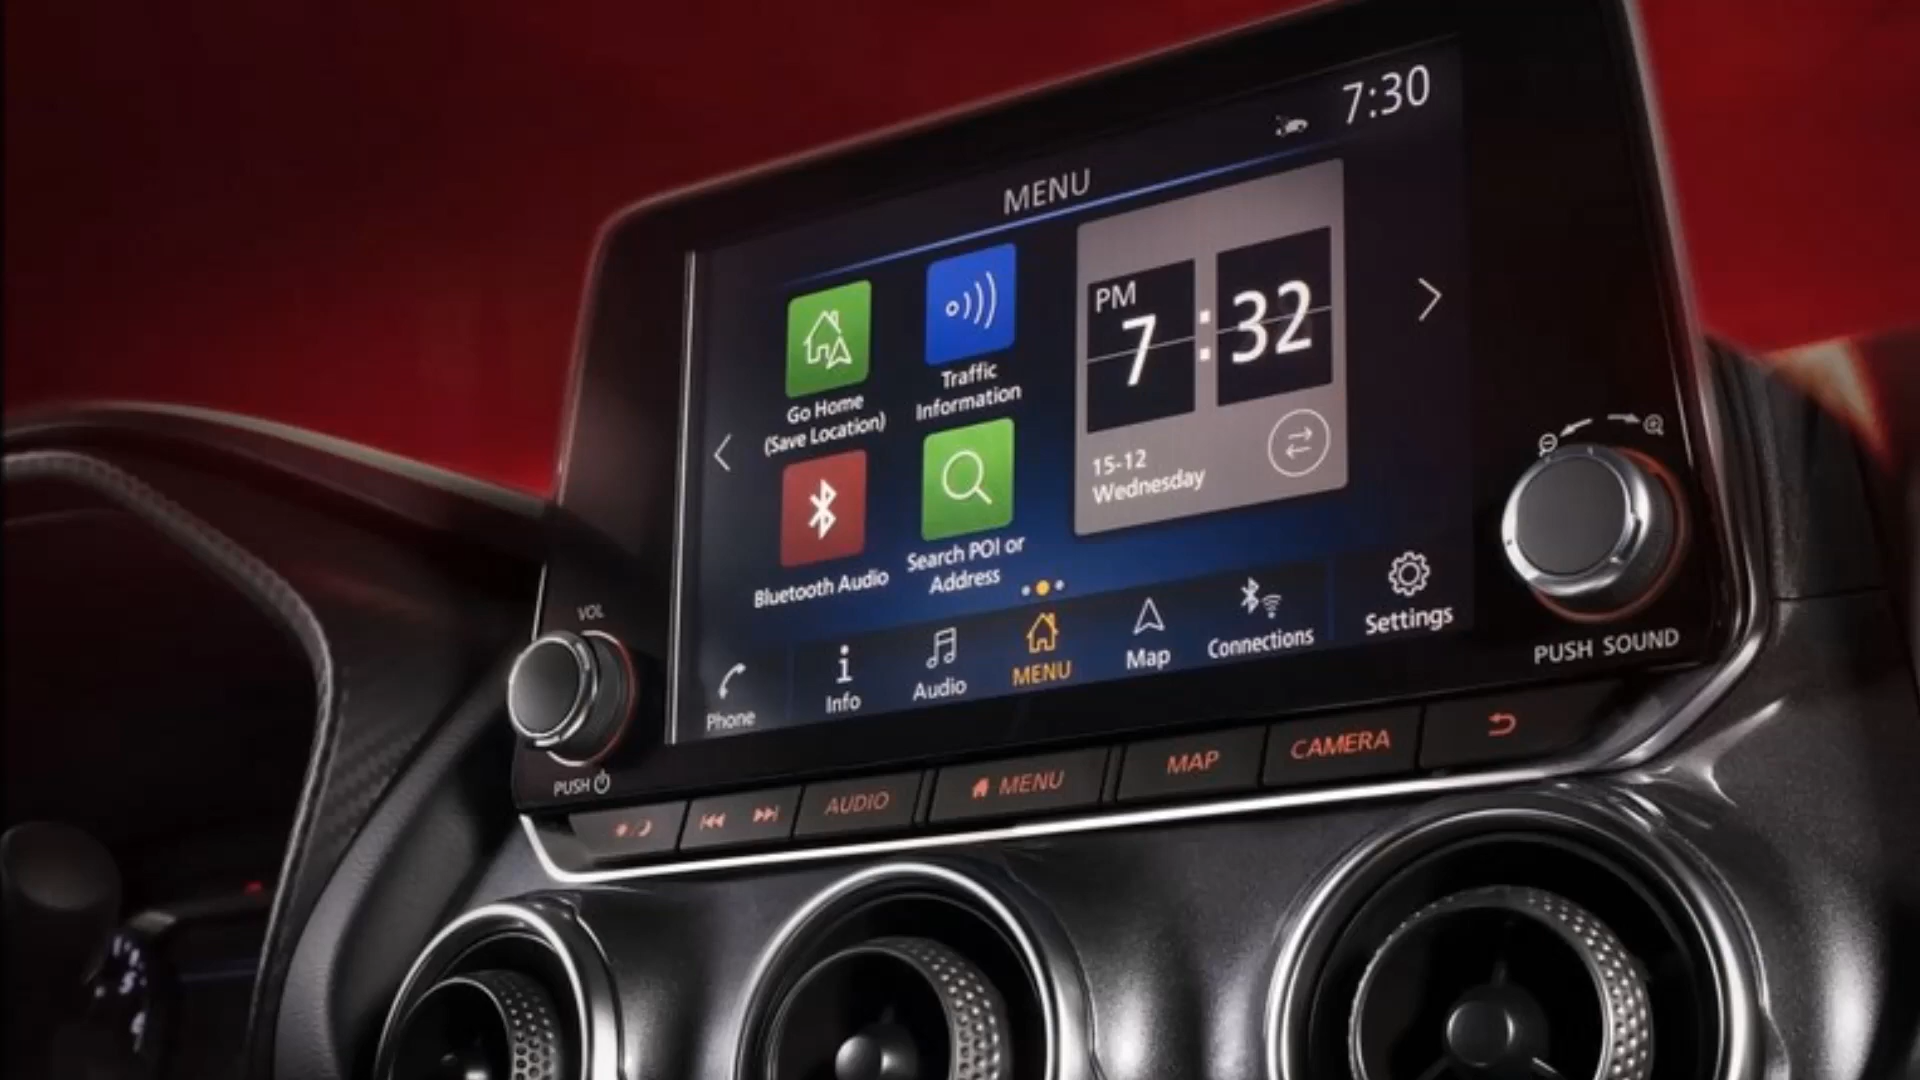 7:30
MENU
Go Home
(Save Location)
Traffic
Information
PM
7:32
15-12
Wednesday
Bluetooth Audio
Search POI or
Address
Phone
Info
Audio
MENU
Map
Connections
Settings
VOL
PUSH
PUSH SOUND
AUDIO
MENU
MAP
CAMERA